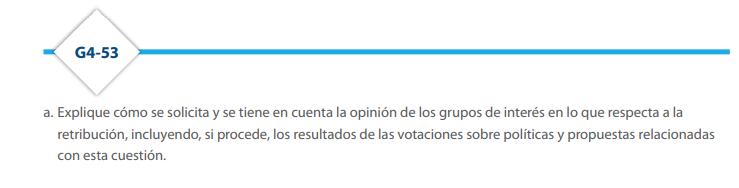 G4-53
a. Explique cómo se solicita y se tiene en cuenta la opinión de los grupos de interés en lo que respecta a la
retribución, incluyendo, si procede, los resultados de las votaciones sobre políticas y propuestas relacionadas
con esta cuestión.